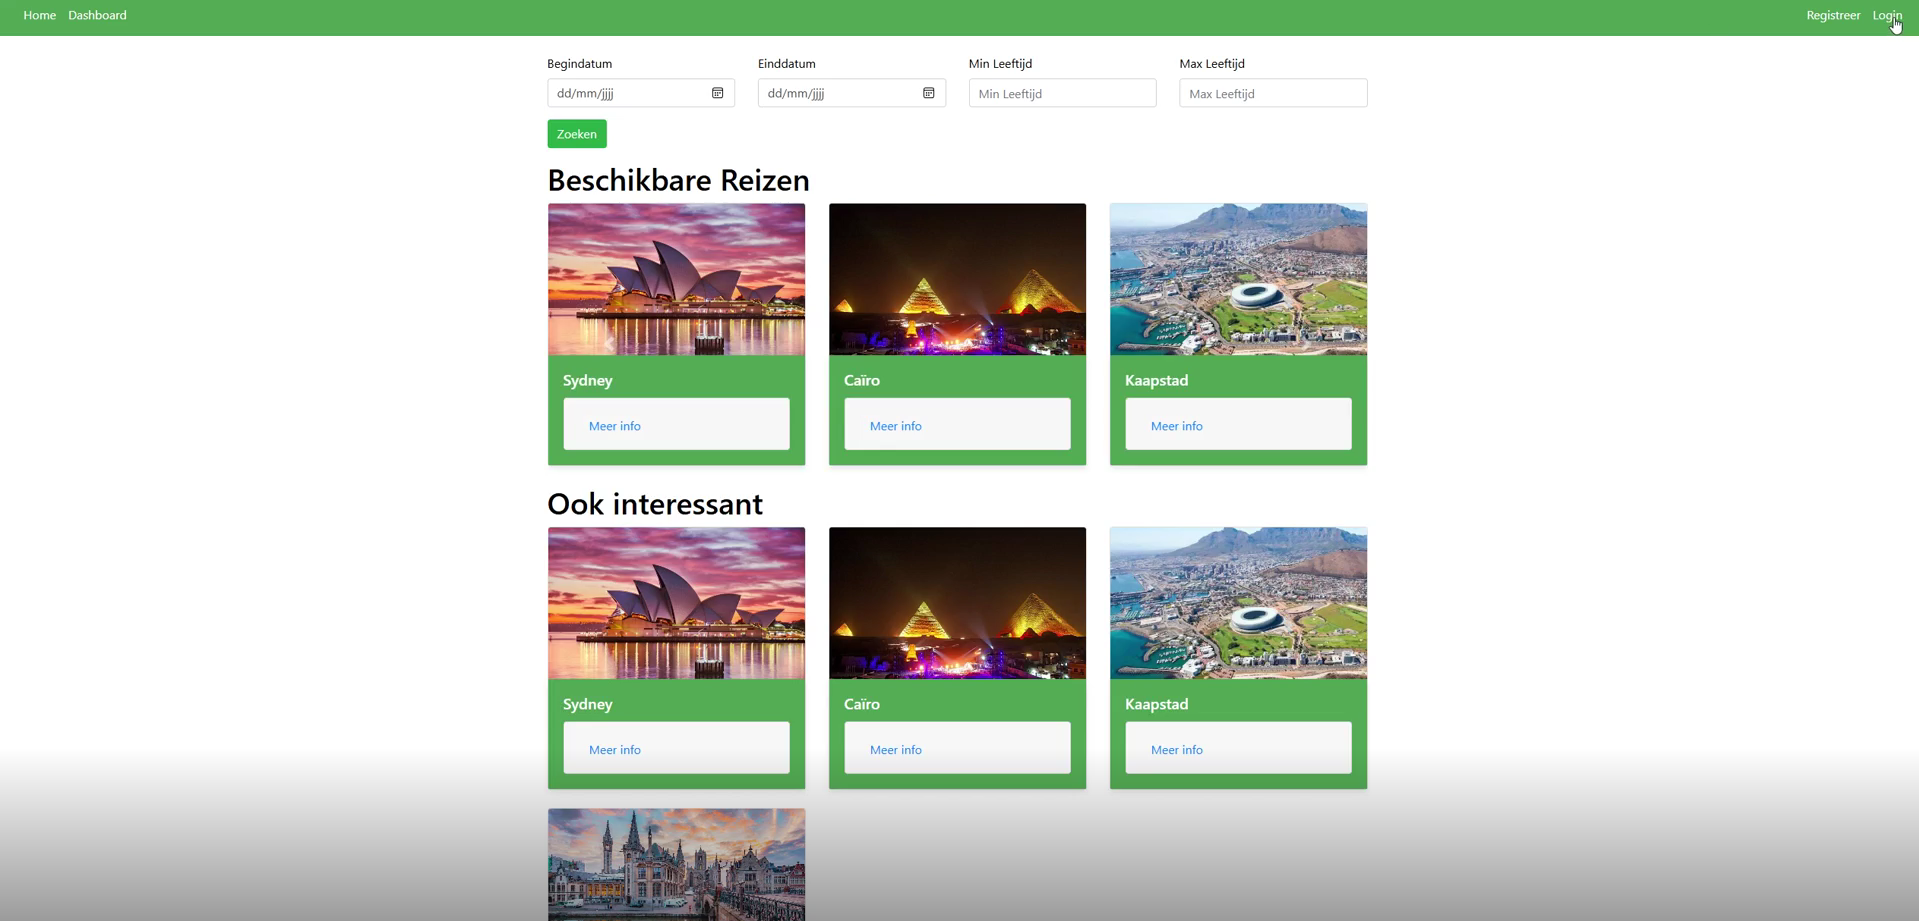 Home Dashboard Registreer Login
Begindatum Einddatum Min Leeftijd Max Leeftijd
dd/mm/jjjj dd/mm/jjjj Min Leeftijd Max Leeftijd
Zoeken
Beschikbare Reizen
Sydney Caïro Kaapstad
Meer info Meer info Meer info
Ook interessant
Sydney Caïro Kaapstad
Meer info Meer info Meer info